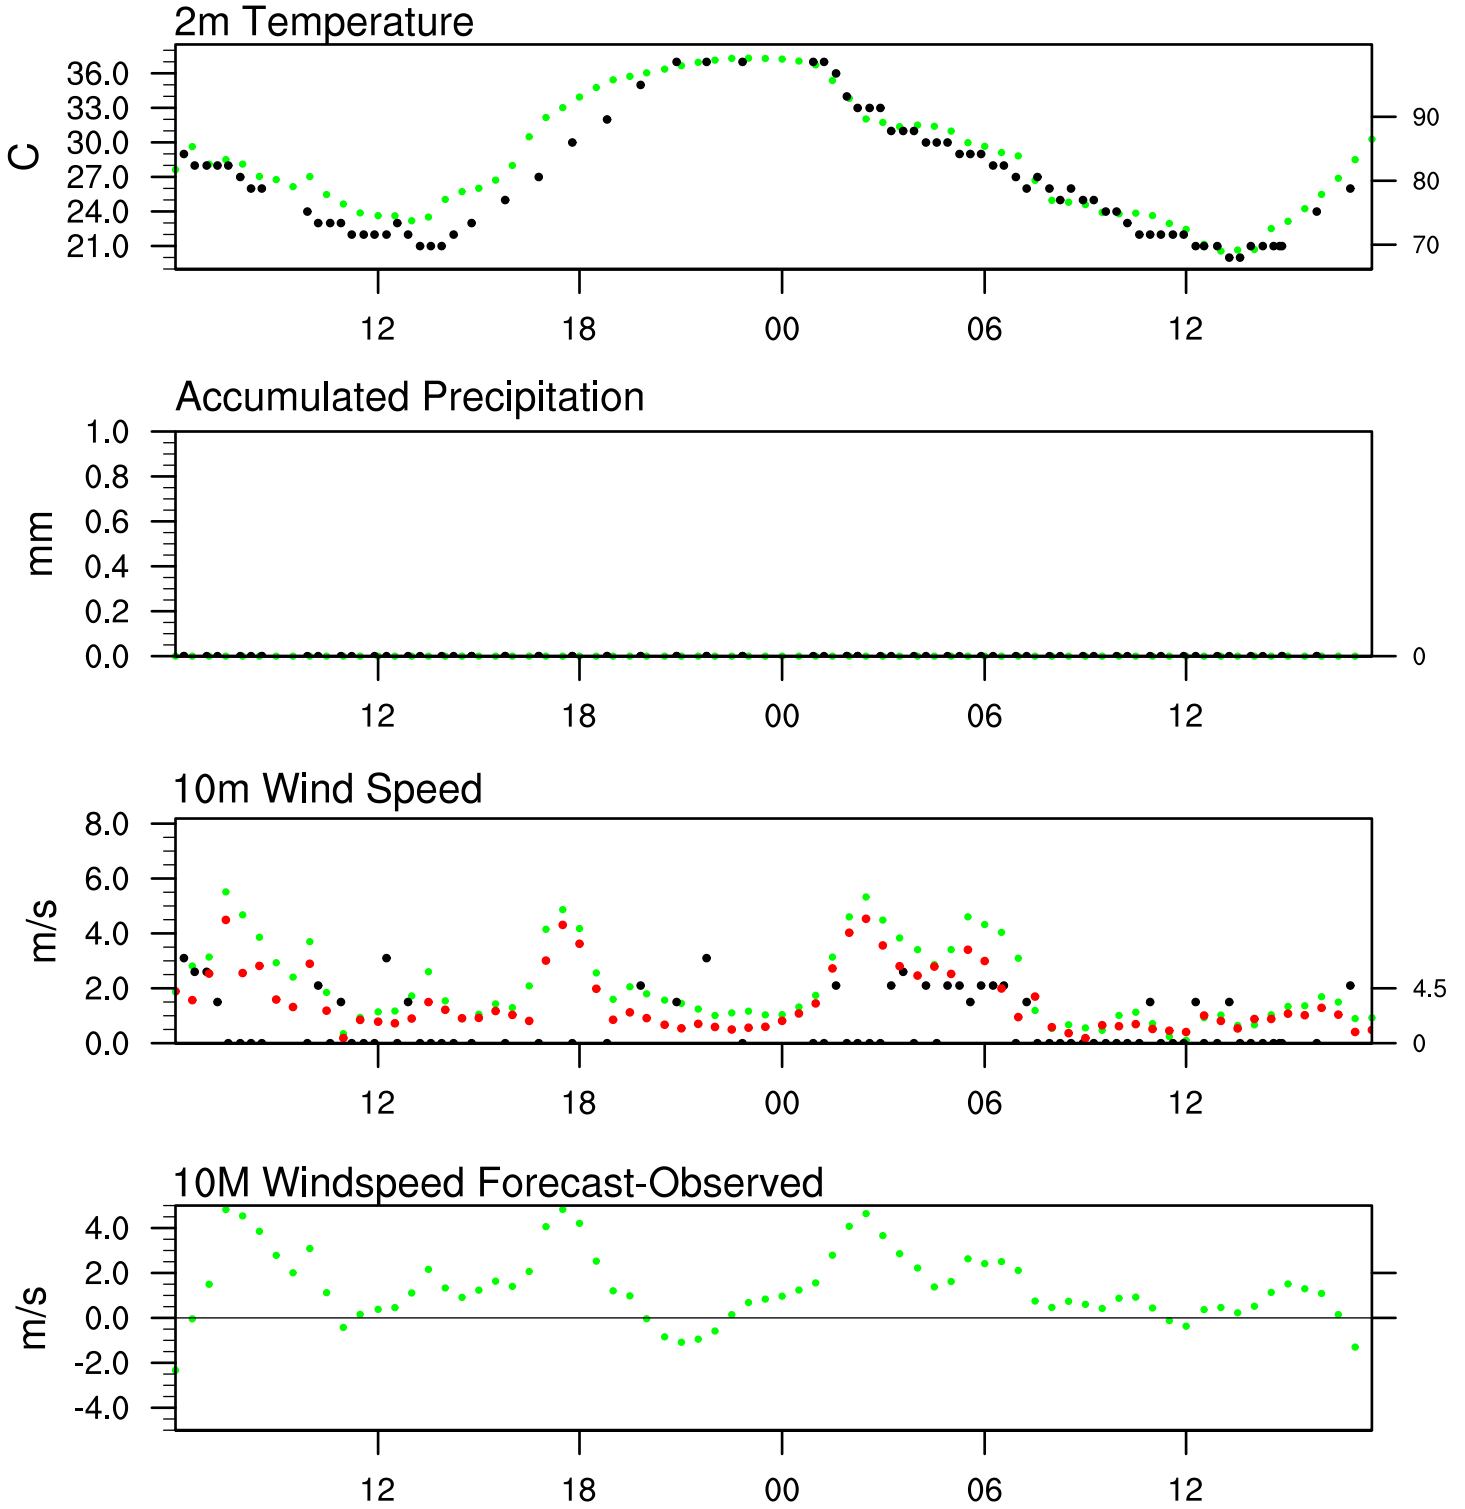 2m Temperature
36.0
33.0
30.0
27.0
24.0
21.0
C
90
80
70
12 18 00 06 12
Accumulated Precipitation
1.0
0.8
0.6
0.4
0.2
0.0
mm
0
12 18 00 06 12
10m Wind Speed
8.0
6.0
4.0
2.0
0.0
m/s
4.5
0
12 18 00 06 12
10M Windspeed Forecast-Observed
4.0
2.0
0.0
-2.0
-4.0
m/s
12 18 00 06 12